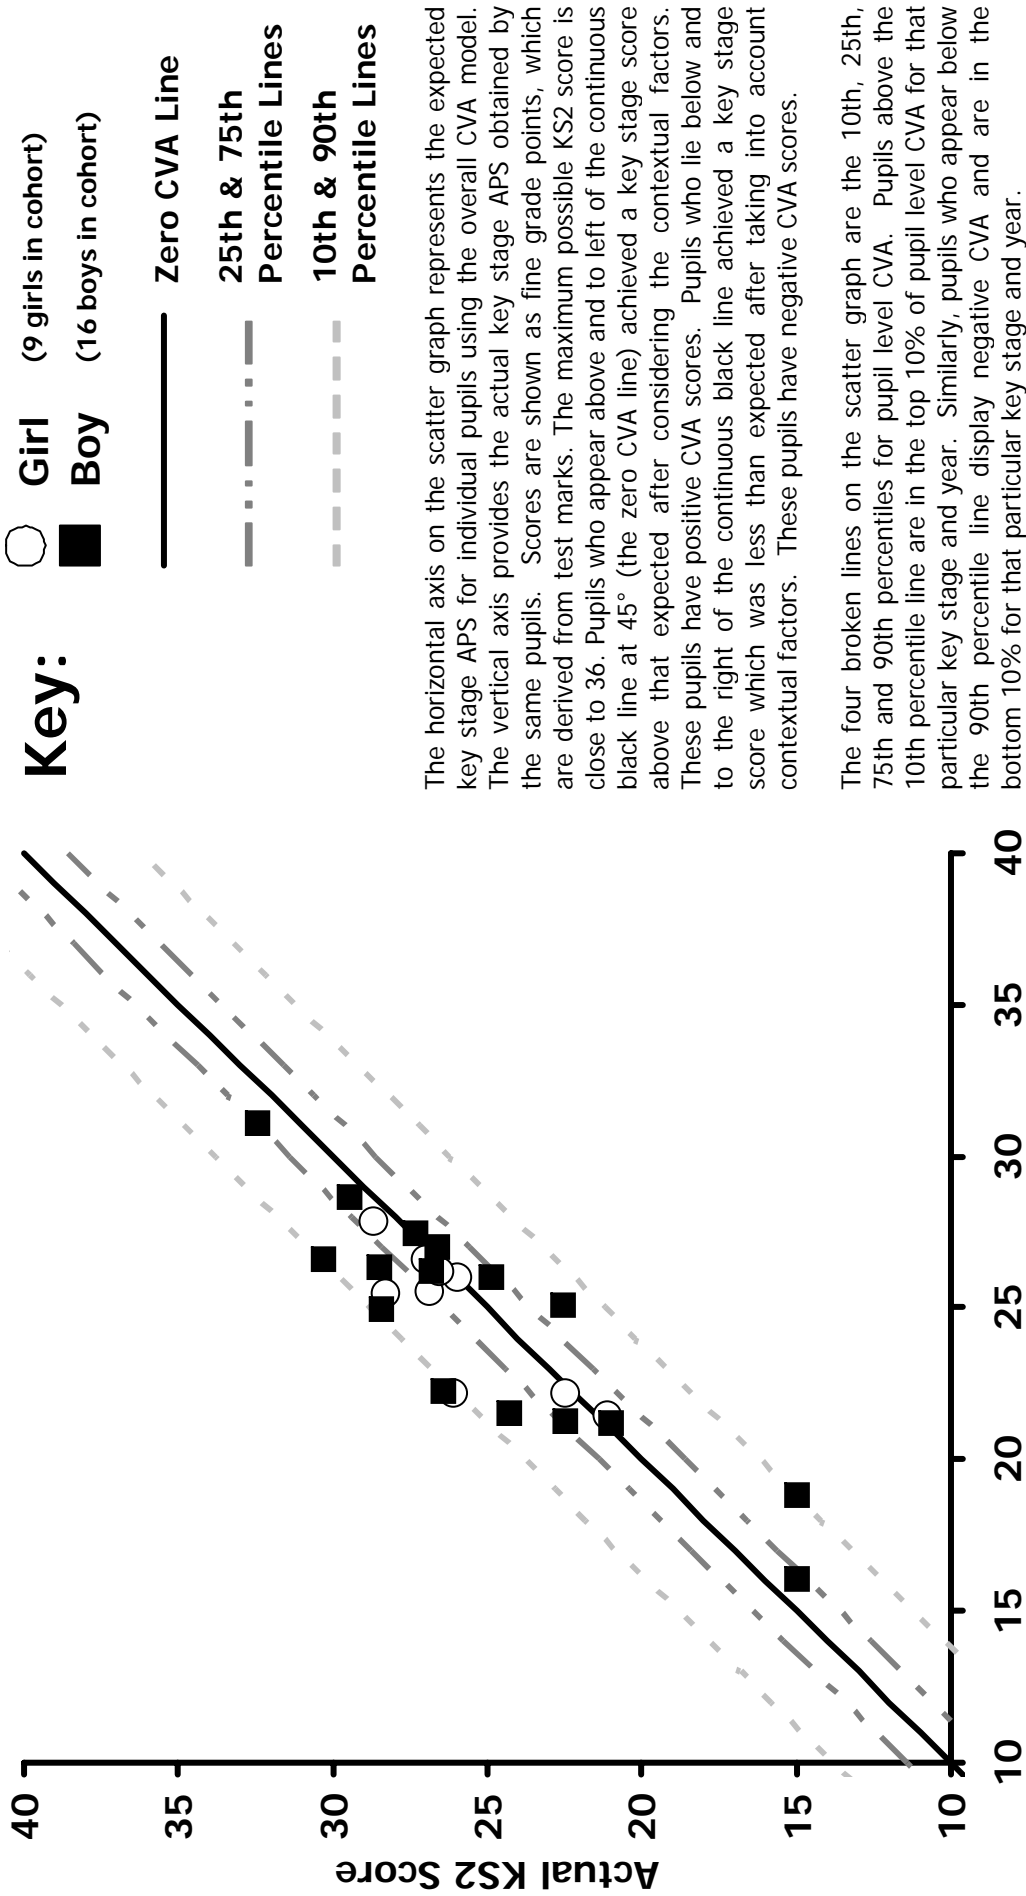 Key:
Girl (9 girls in cohort)
Boy (16 boys in cohort)
Zero CVA Line
25th & 75th
Percentile Lines
10th & 90th
Percentile Lines
The horizontal axis on the scatter graph represents the expected
key stage APS for individual pupils using the overall CVA model.
The vertical axis provides the actual key stage APS obtained by
the same pupils. Scores are shown as fine grade points, which
are derived from test marks. The maximum possible KS2 score is
close to 36. Pupils who appear above and to left of the continuous
black line at 45° (the zero CVA line) achieved a key stage score
above that expected after considering the contextual factors.
These pupils have positive CVA scores. Pupils who lie below and
to the right of the continuous black line achieved a key stage
score which was less than expected after taking into account
contextual factors. These pupils have negative CVA scores.
The four broken lines on the scatter graph are the 10th, 25th,
75th and 90th percentiles for pupil level CVA. Pupils above the
10th percentile line are in the top 10% of pupil level CVA for that
particular key stage and year. Similarly, pupils who appear below
the 90th percentile line display negative CVA and are in the
bottom 10% for that particular key stage and year.
Actual KS2 Score
40
35
30
25
20
15
10
10
15
20
25
30
35
40